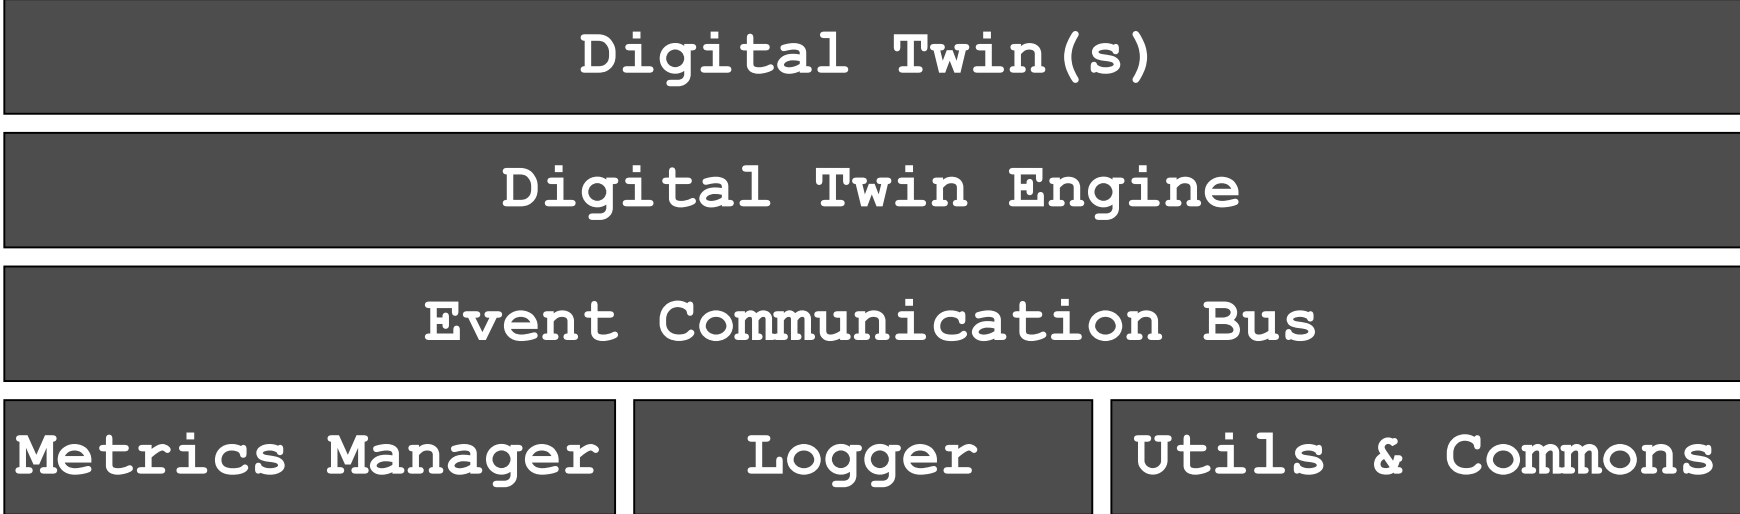 Digital Twin(s)
Digital Twin Engine
Event Communication Bus
Metrics Manager
Logger
Utils & Commons